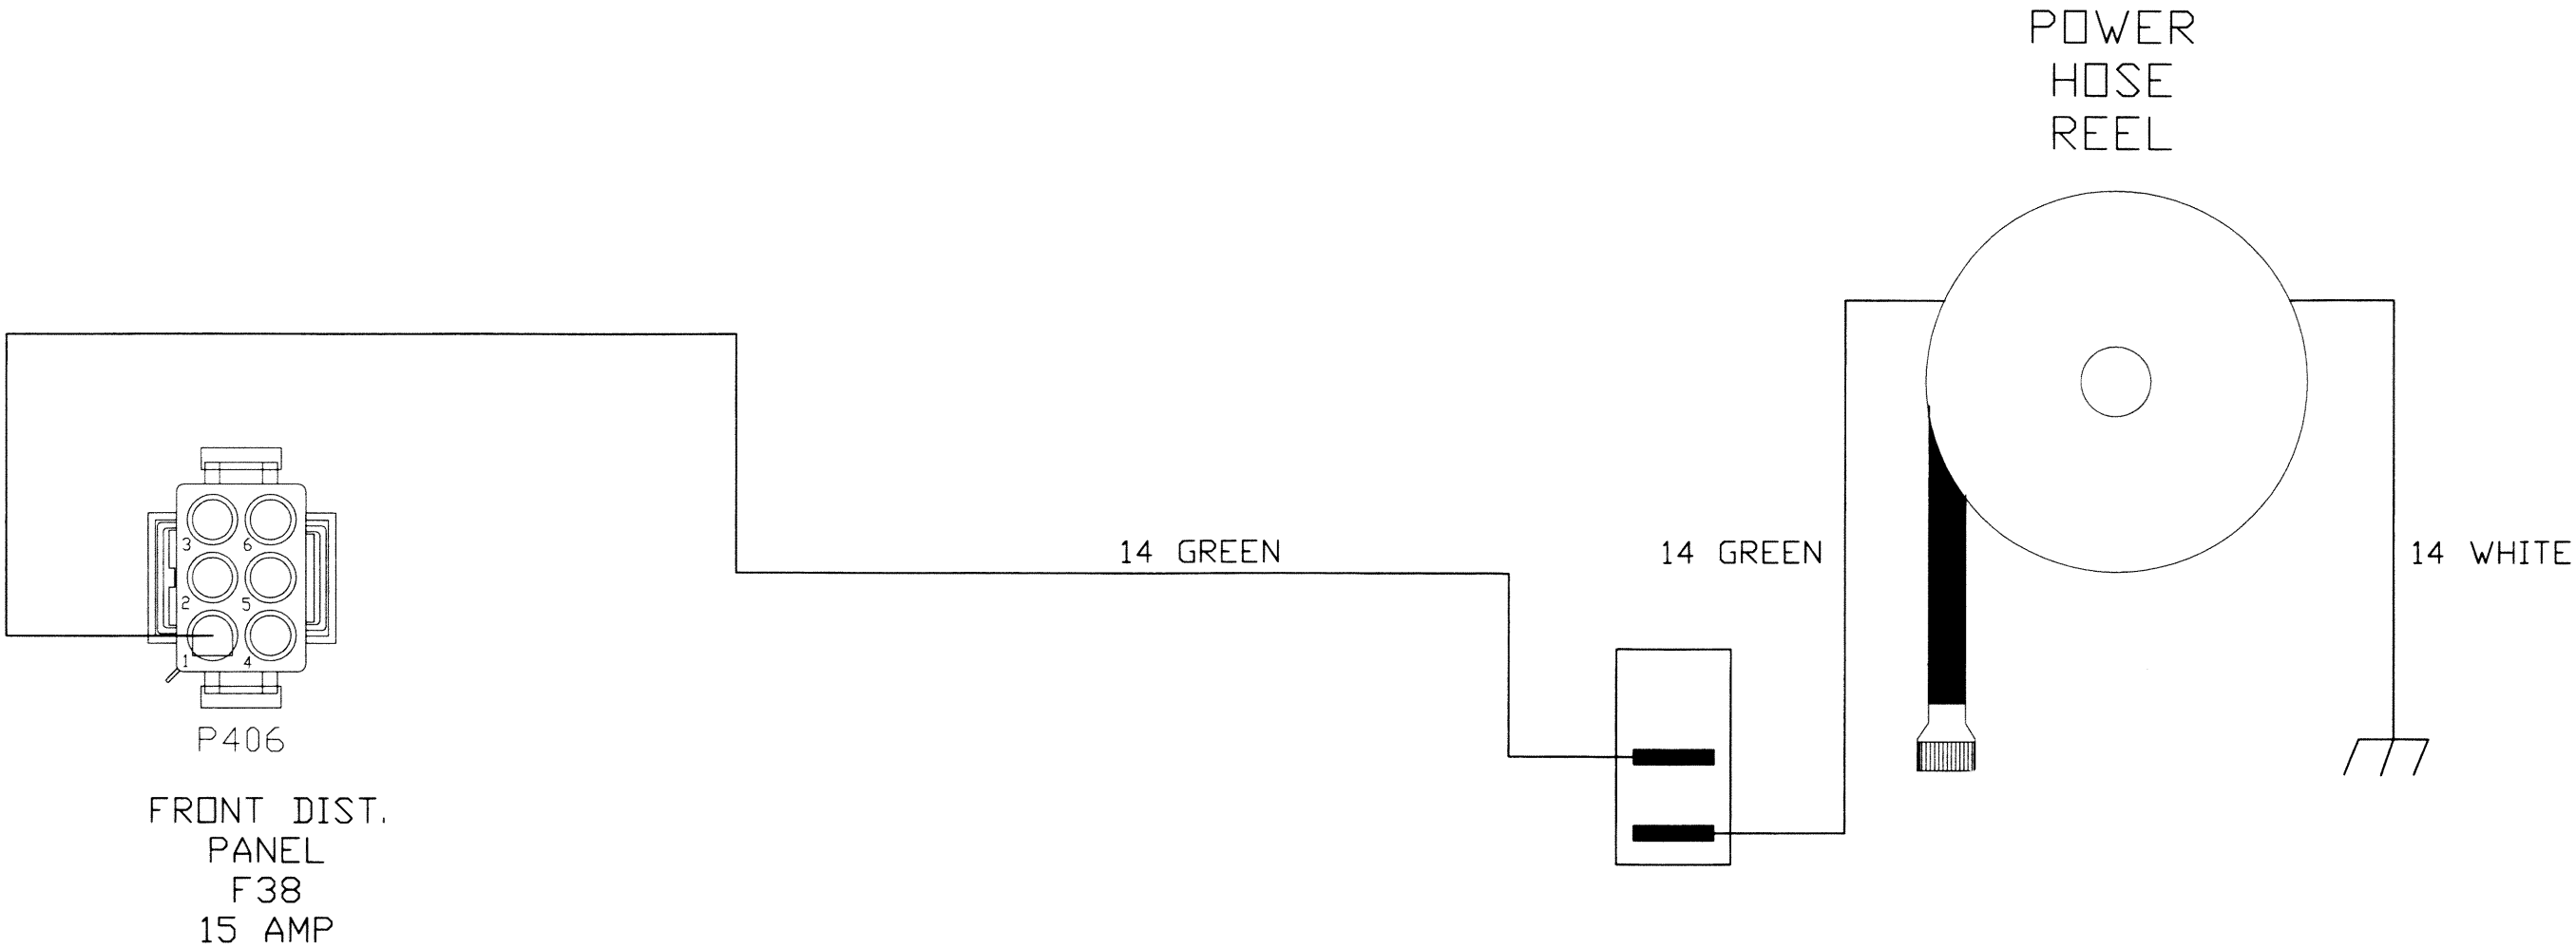 POWER
HOSE
REEL
3 6
2 5
1 4
P406
FRONT DIST.
PANEL
F38
15 AMP
14 GREEN
14 GREEN
14 WHITE